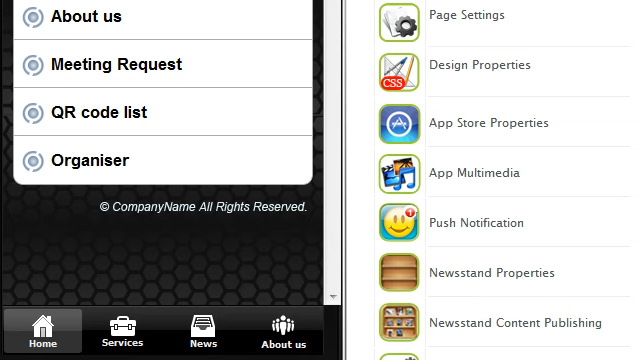 About us
Meeting Request
QR code list
Organiser
© CompanyName All Rights Reserved.
Home
Services
News
About us
Page Settings
CSS
Design Properties
App Store Properties
App Multimedia
1
Push Notification
Newsstand Properties
Newsstand Content Publishing